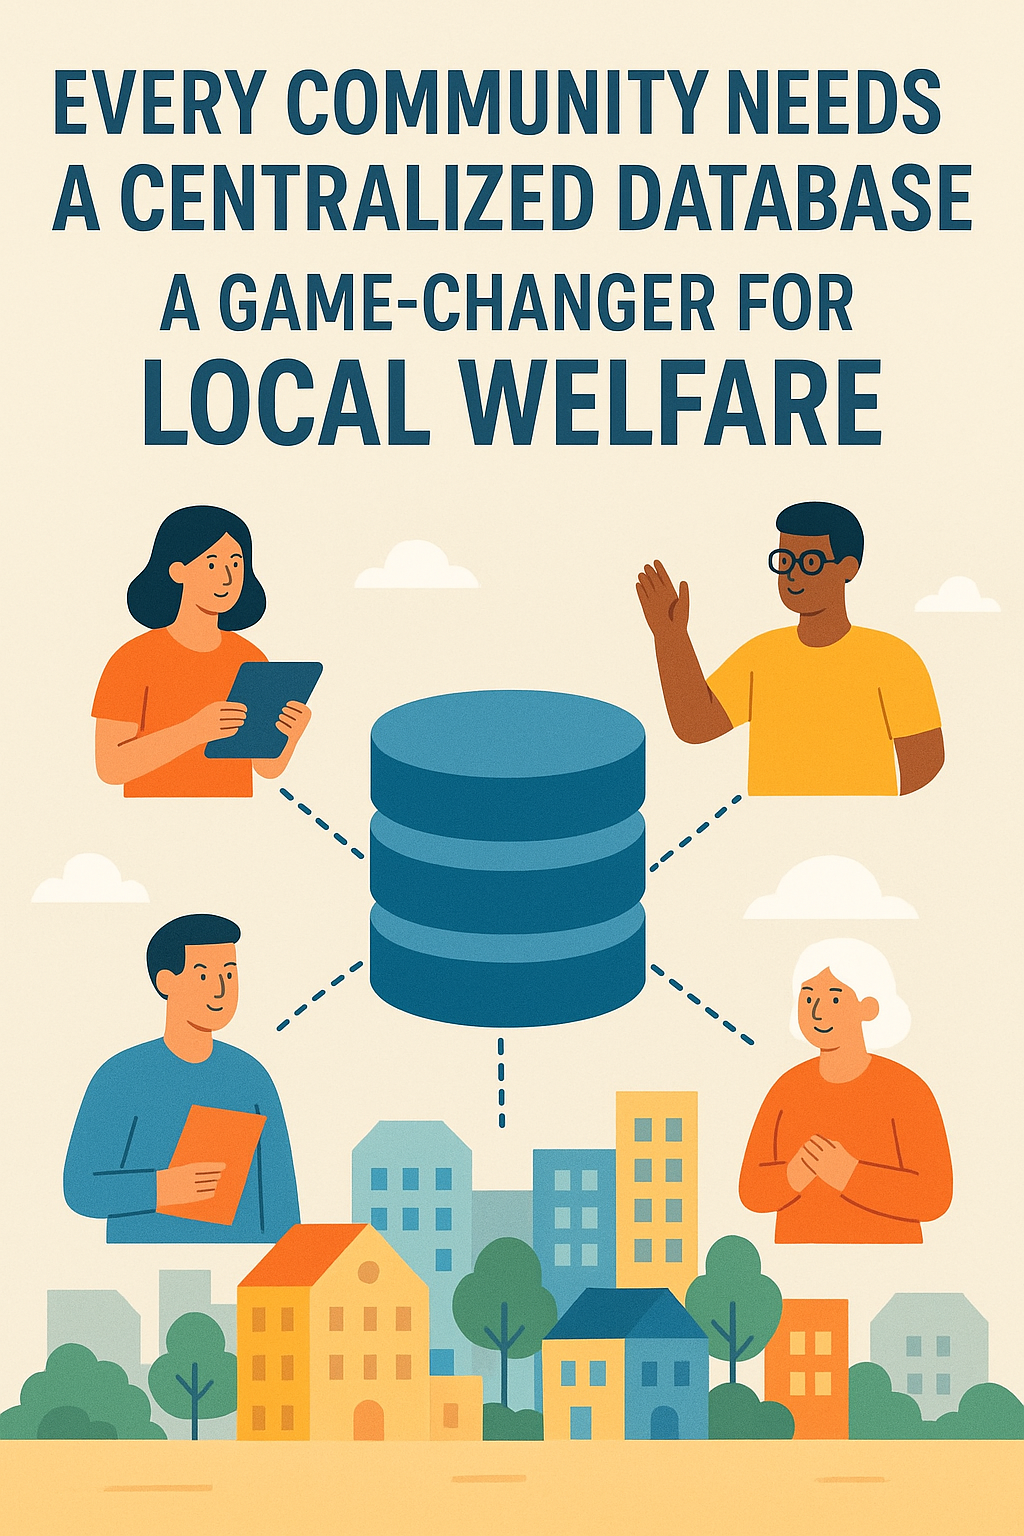 EVERY COMMUNITY NEEDS
A CENTRALIZED DATABASE
A GAME-CHANGER FOR
LOCAL WELFARE